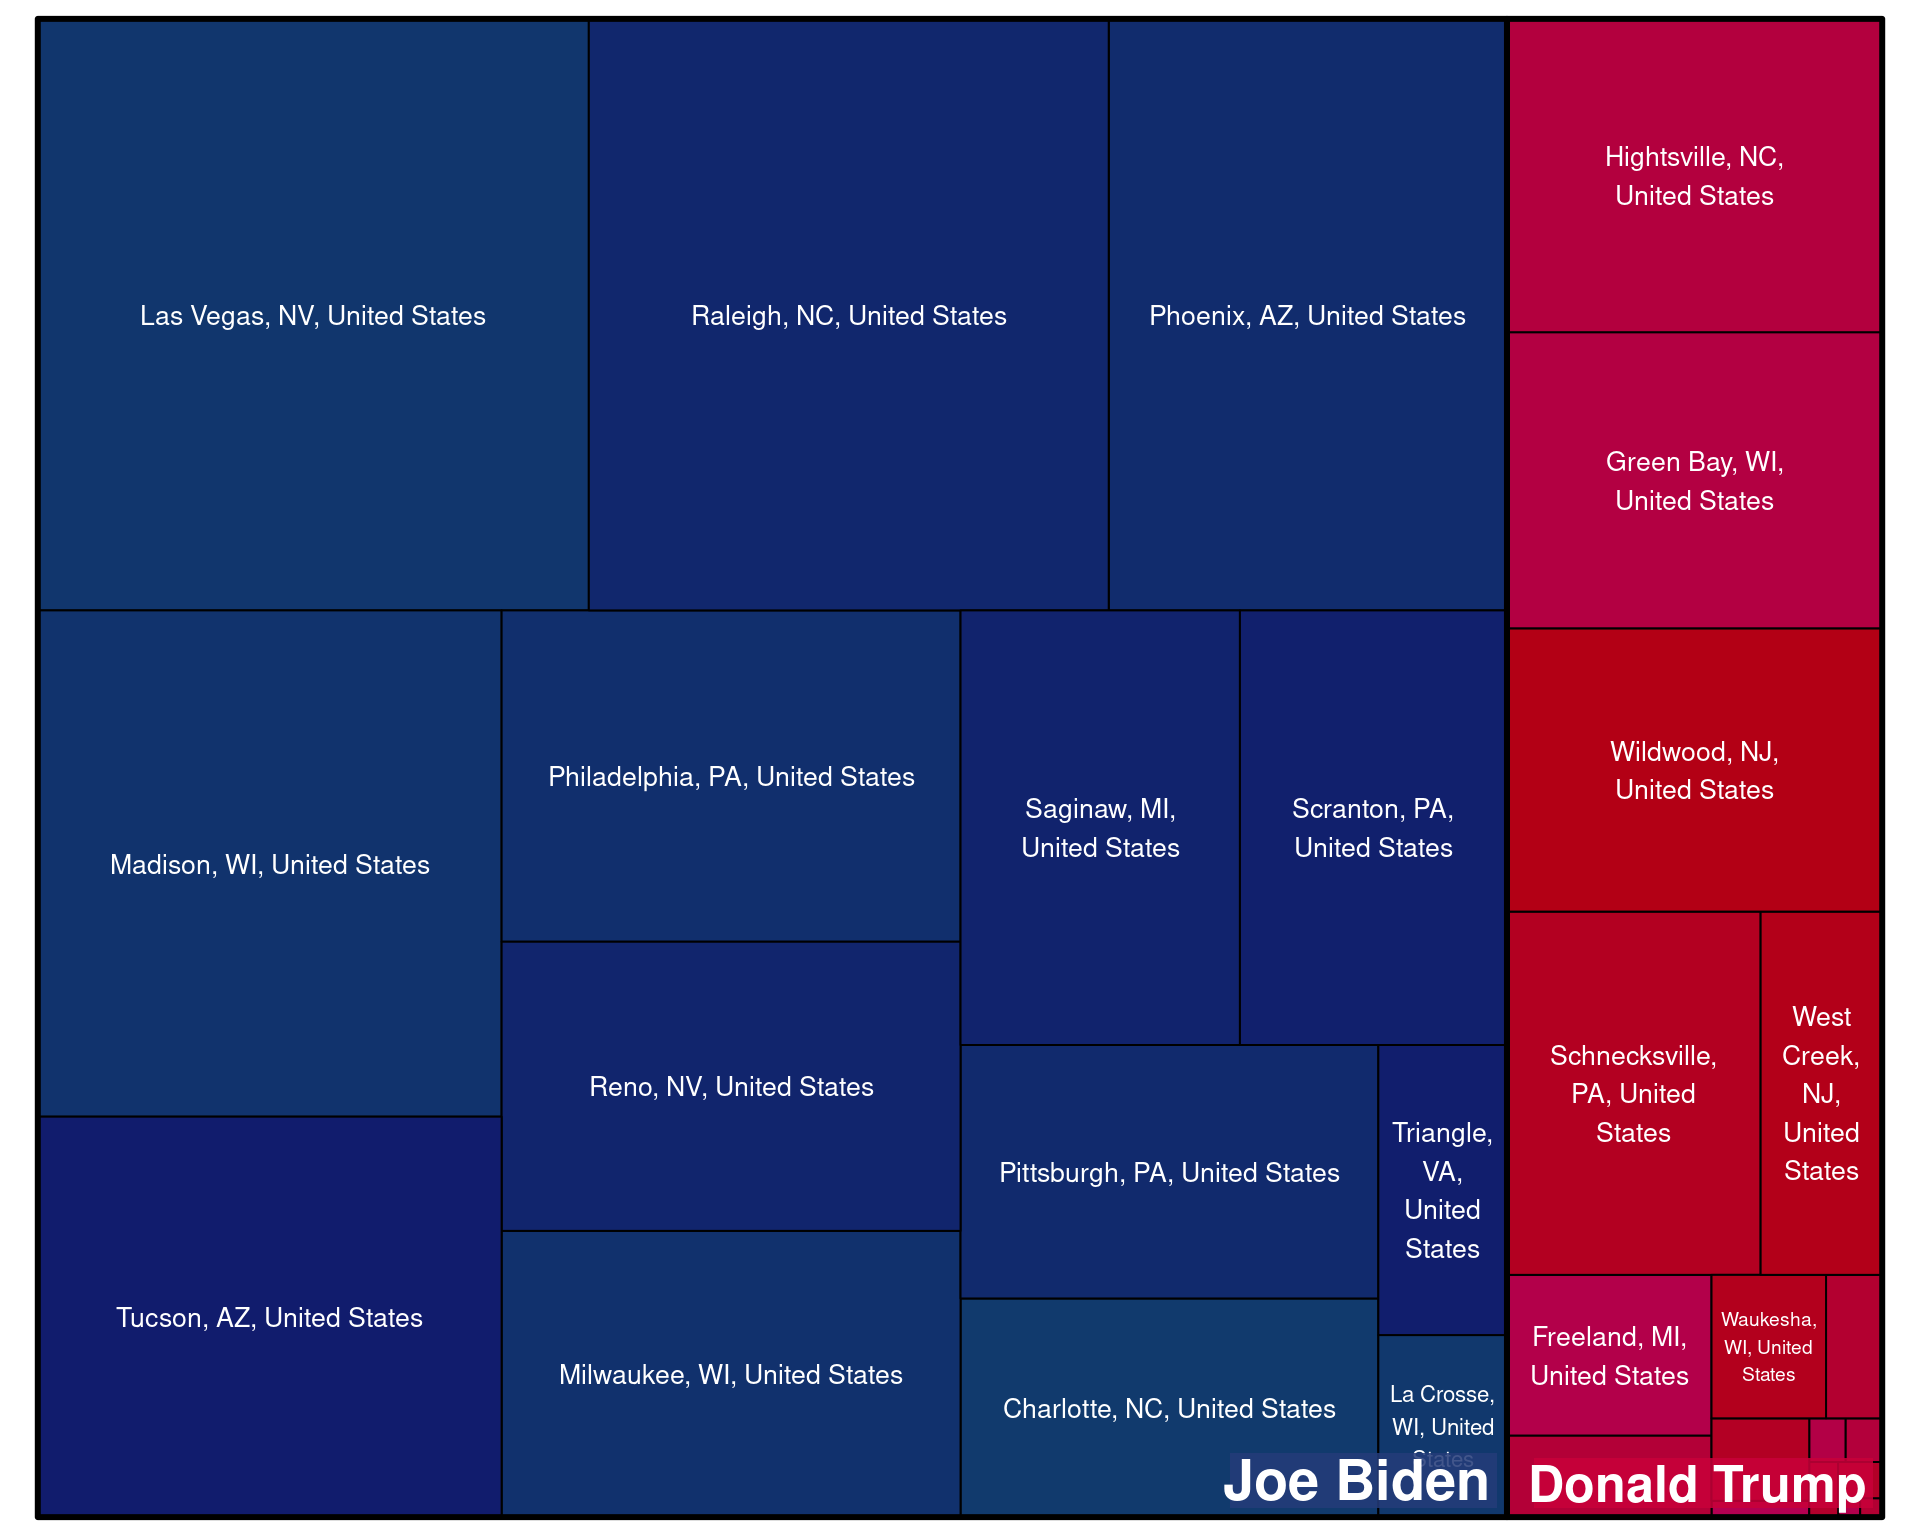 Las Vegas, NV, United States
Raleigh, NC, United States
Phoenix, AZ, United States
Madison, WI, United States
Tucson, AZ, United States
Philadelphia, PA, United States
Reno, NV, United States
Milwaukee, WI, United States
Saginaw, MI,
United States
Scranton, PA,
United States
Pittsburgh, PA, United States
Charlotte, NC, United States
Triangle,
VA,
United
States
La Crosse,
WI, United
States
Joe Biden
Hightsville, NC,
United States
Green Bay, WI,
United States
Wildwood, NJ,
United States
Schnecksville,
PA, United
States
West
Creek,
NJ,
United
States
Freeland, MI,
United States
Waukesha,
WI, United
States
Donald Trump